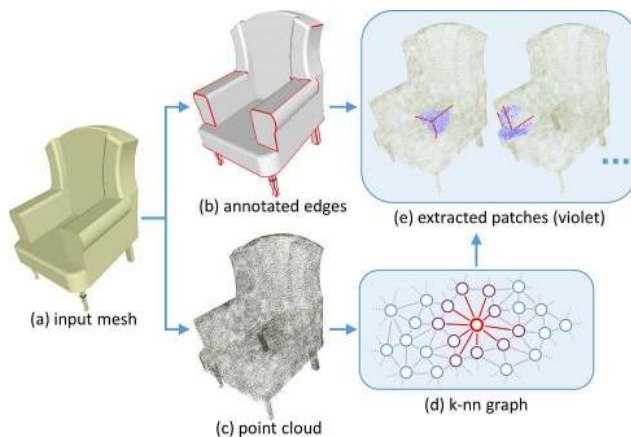 (b) annotated edges
(e) extracted patches (violet)
(a) input mesh
(c) point cloud
(d) k-nn graph